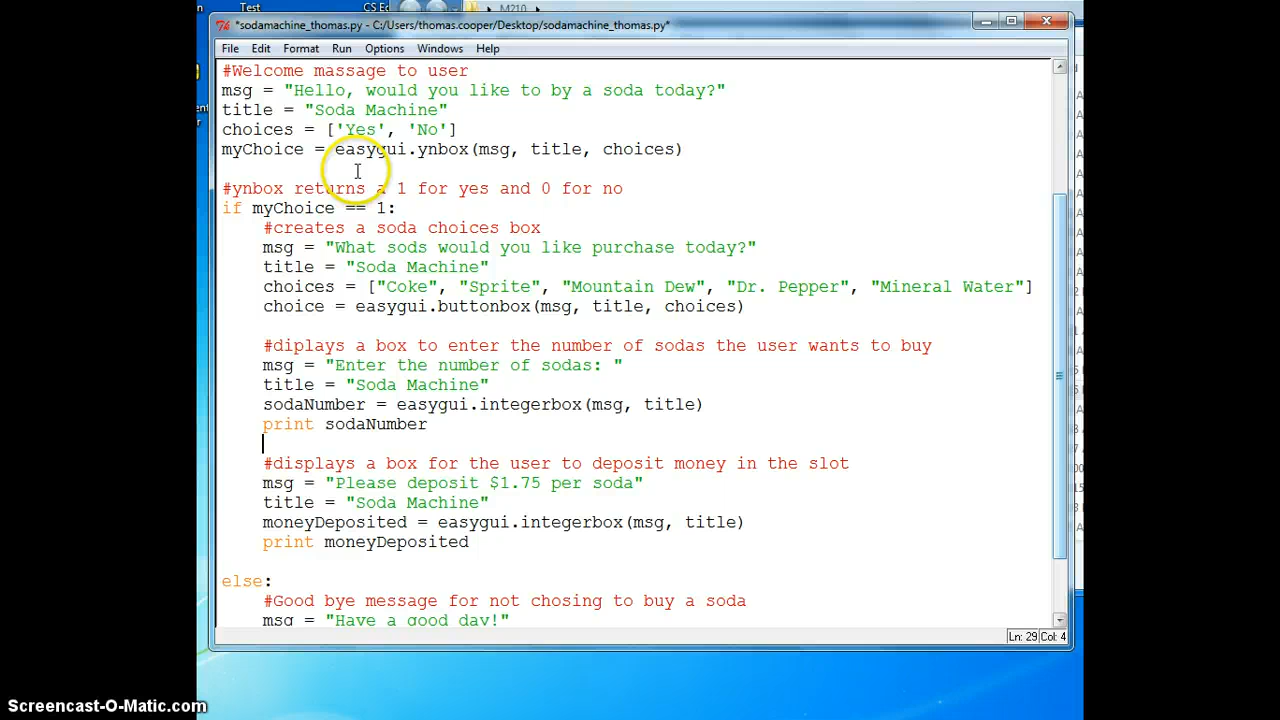 Test
CS Ed
M210
*sodamachine_thomas.py - C:/Users/thomas.cooper/Desktop/sodamachine_thomas.py*
File Edit Format Run Options Windows Help
#Welcome massage to user
msg = "Hello, would you like to by a soda today?"
title = "Soda Machine"
choices = ['Yes', 'No']
myChoice = easygui.ynbox(msg, title, choices)
#ynbox returns a 1 for yes and 0 for no
if myChoice == 1:
#creates a soda choices box
msg = "What sods would you like purchase today?"
title = "Soda Machine"
choices = ["Coke", "Sprite", "Mountain Dew", "Dr. Pepper", "Mineral Water"]
choice = easygui.buttonbox(msg, title, choices)
#diplays a box to enter the number of sodas the user wants to buy
msg = "Enter the number of sodas: "
title = "Soda Machine"
sodaNumber = easygui.integerbox(msg, title)
print sodaNumber
#displays a box for the user to deposit money in the slot
msg = "Please deposit $1.75 per soda"
title = "Soda Machine"
moneyDeposited = easygui.integerbox(msg, title)
print moneyDeposited
else:
#Good bye message for not chosing to buy a soda
msg = "Have a good day!"
Ln: 29 Col: 4
Screencast-O-Matic.com